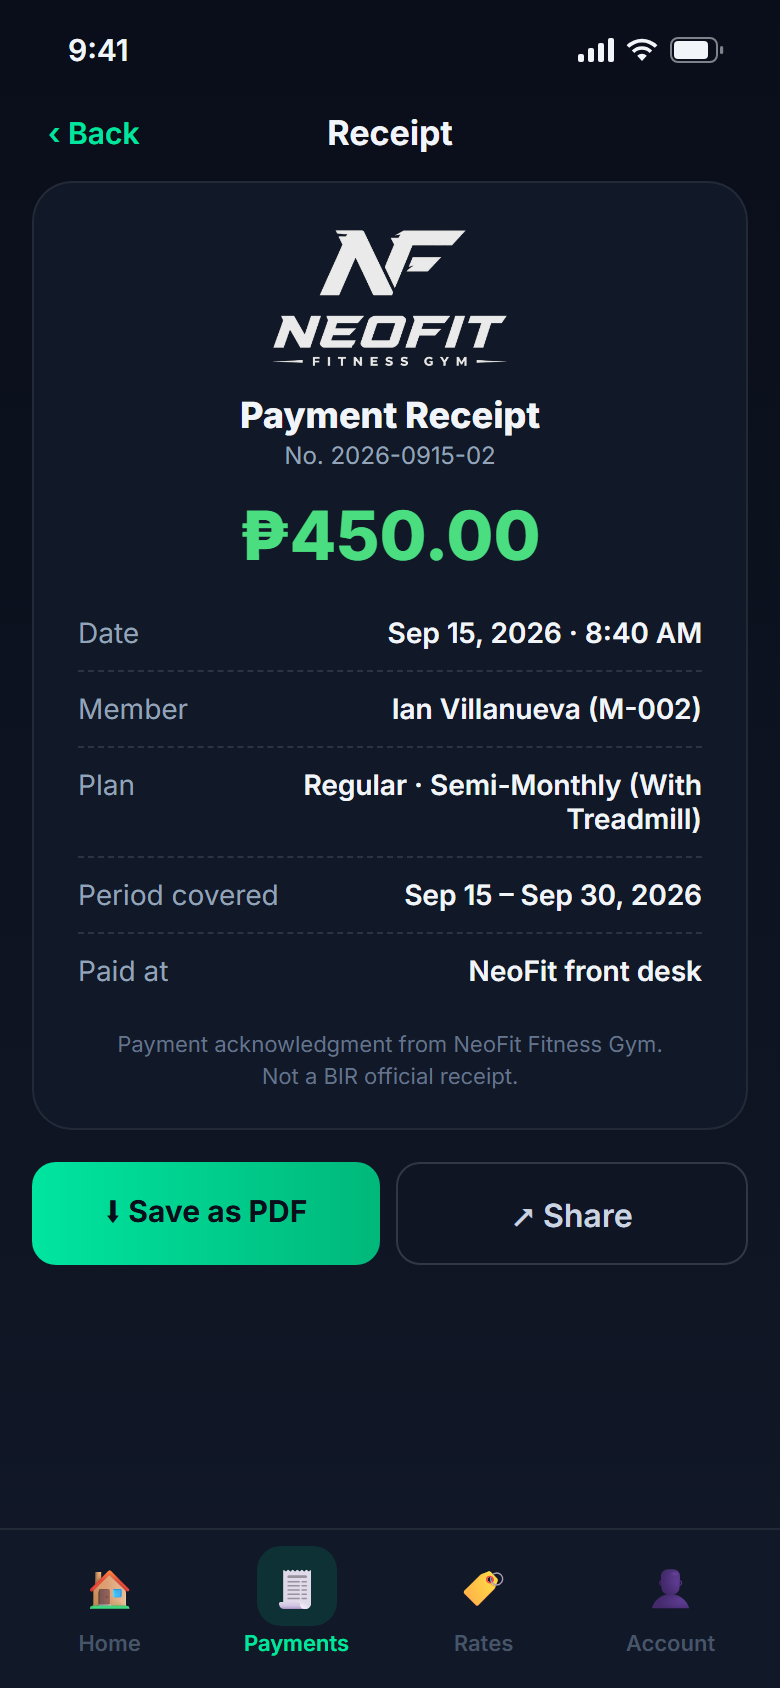 9:41
‹ Back
Receipt
NF
NEOFIT
FITNESS GYM
Payment Receipt
No. 2026-0915-02
₱450.00
Date
Sep 15, 2026 · 8:40 AM
Member
Ian Villanueva (M-002)
Plan
Regular · Semi-Monthly (With
Treadmill)
Period covered
Sep 15 – Sep 30, 2026
Paid at
NeoFit front desk
Payment acknowledgment from NeoFit Fitness Gym.
Not a BIR official receipt.
⬇ Save as PDF
↗ Share
Home
Payments
Rates
Account